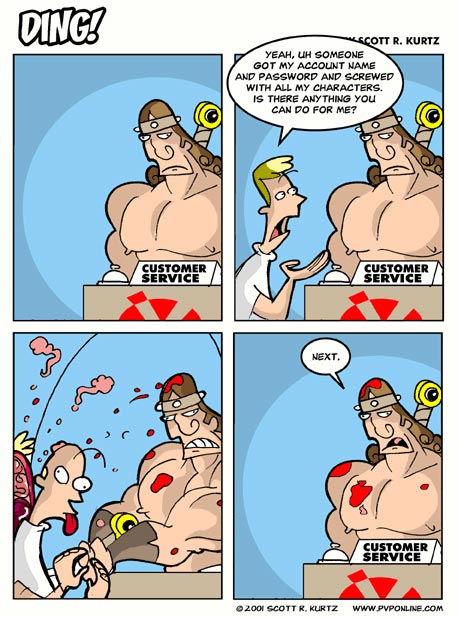 DING!
SCOTT R. KURTZ
YEAH, UH SOMEONE
GOT MY ACCOUNT NAME
AND PASSWORD AND SCREWED
WITH ALL MY CHARACTERS.
IS THERE ANYTHING YOU
CAN DO FOR ME?
CUSTOMER
SERVICE
CUSTOMER
SERVICE
NEXT.
CUSTOMER
SERVICE
© 2001 SCOTT R. KURTZ
WWW.PVPONLINE.COM